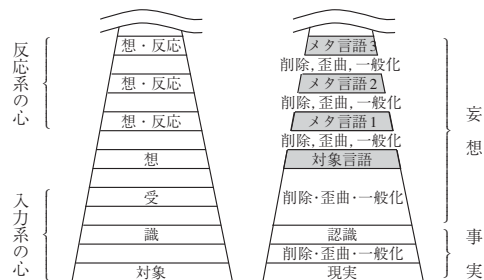 反応系の心
入力系の心
想・反応
想・反応
想・反応
想
受
識
対象
メタ言語3
削除,歪曲,一般化
メタ言語2
削除,歪曲,一般化
メタ言語1
削除,歪曲,一般化
対象言語
削除・歪曲・一般化
認識
削除・歪曲・一般化
現実
妄想
事実